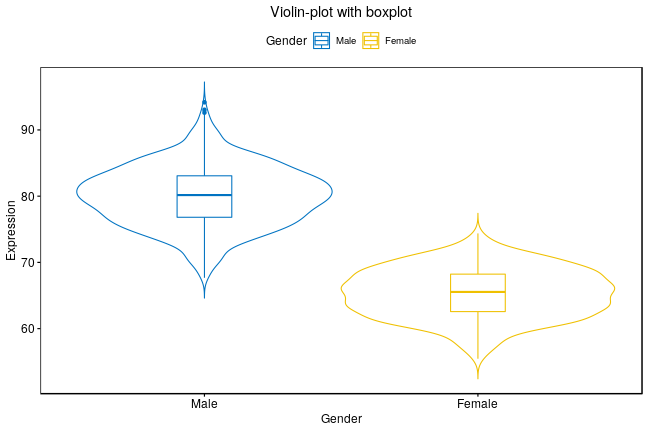 Violin-plot with boxplot
Gender Male Female
90
80
70
60
Expression
Male Female
Gender